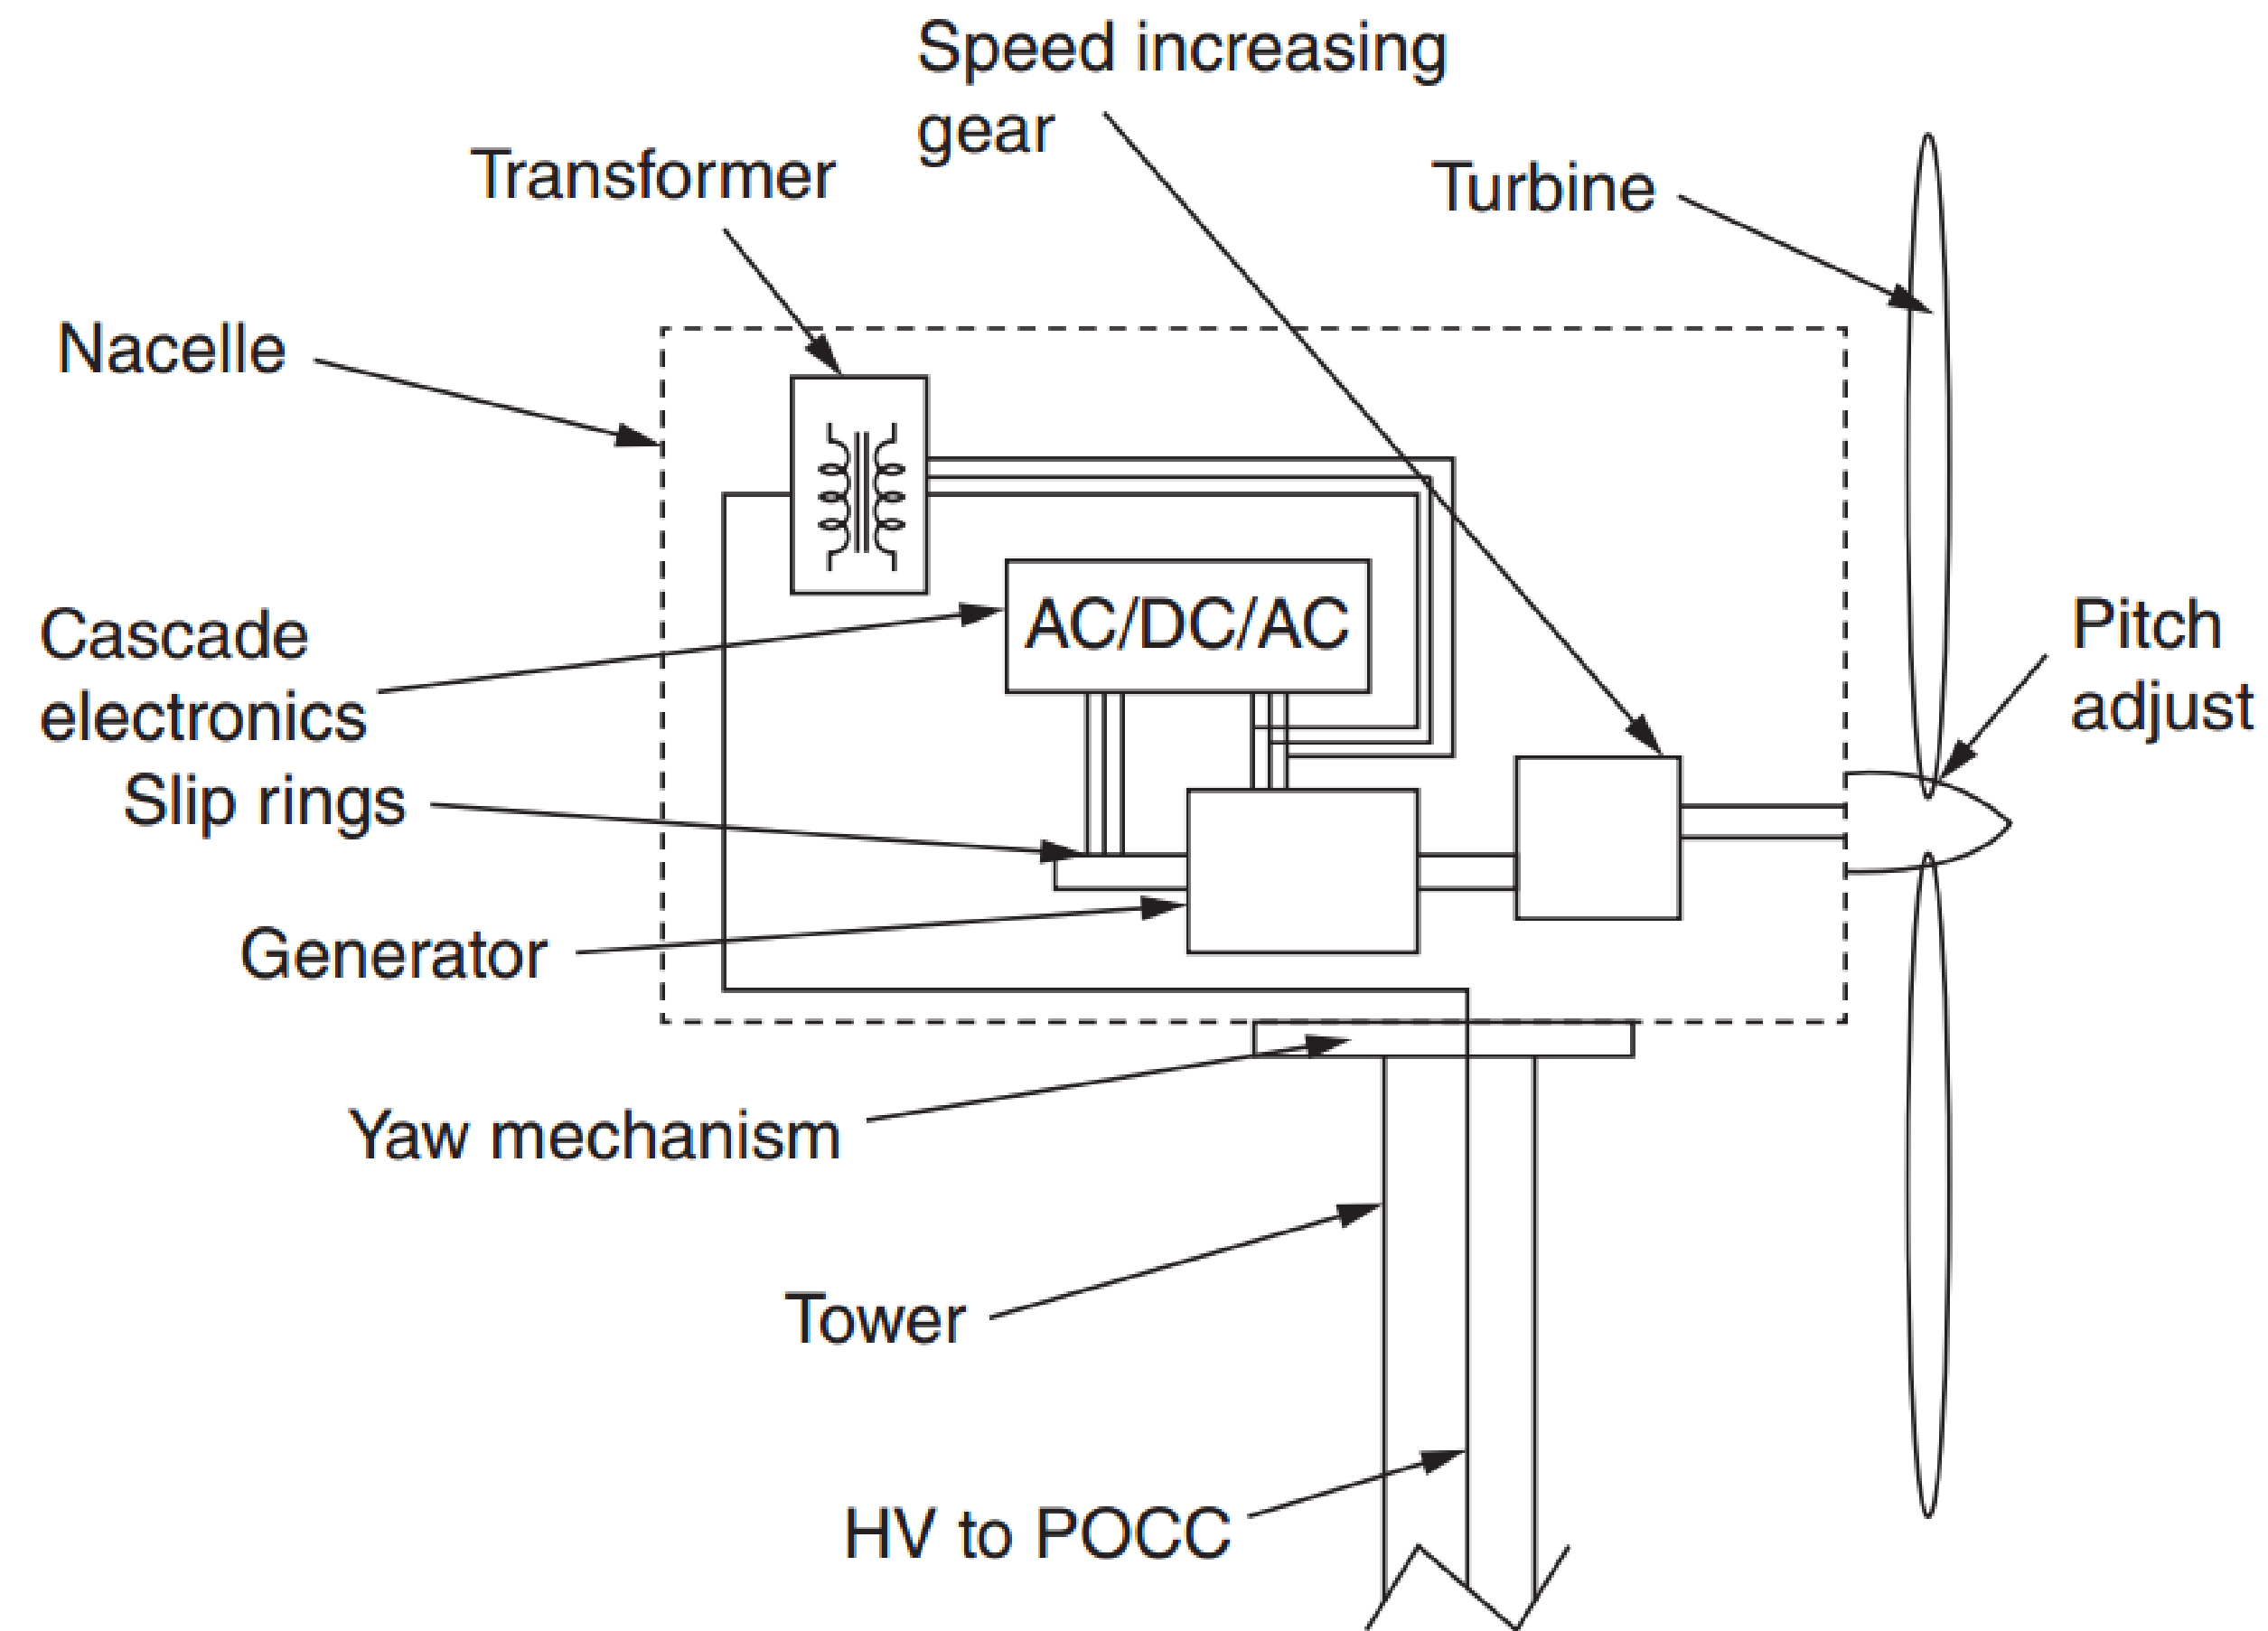 Speed increasing
gear
Transformer
Turbine
Nacelle
Cascade
electronics
AC/DC/AC
Pitch
adjust
Slip rings
Generator
Yaw mechanism
Tower
HV to POCC